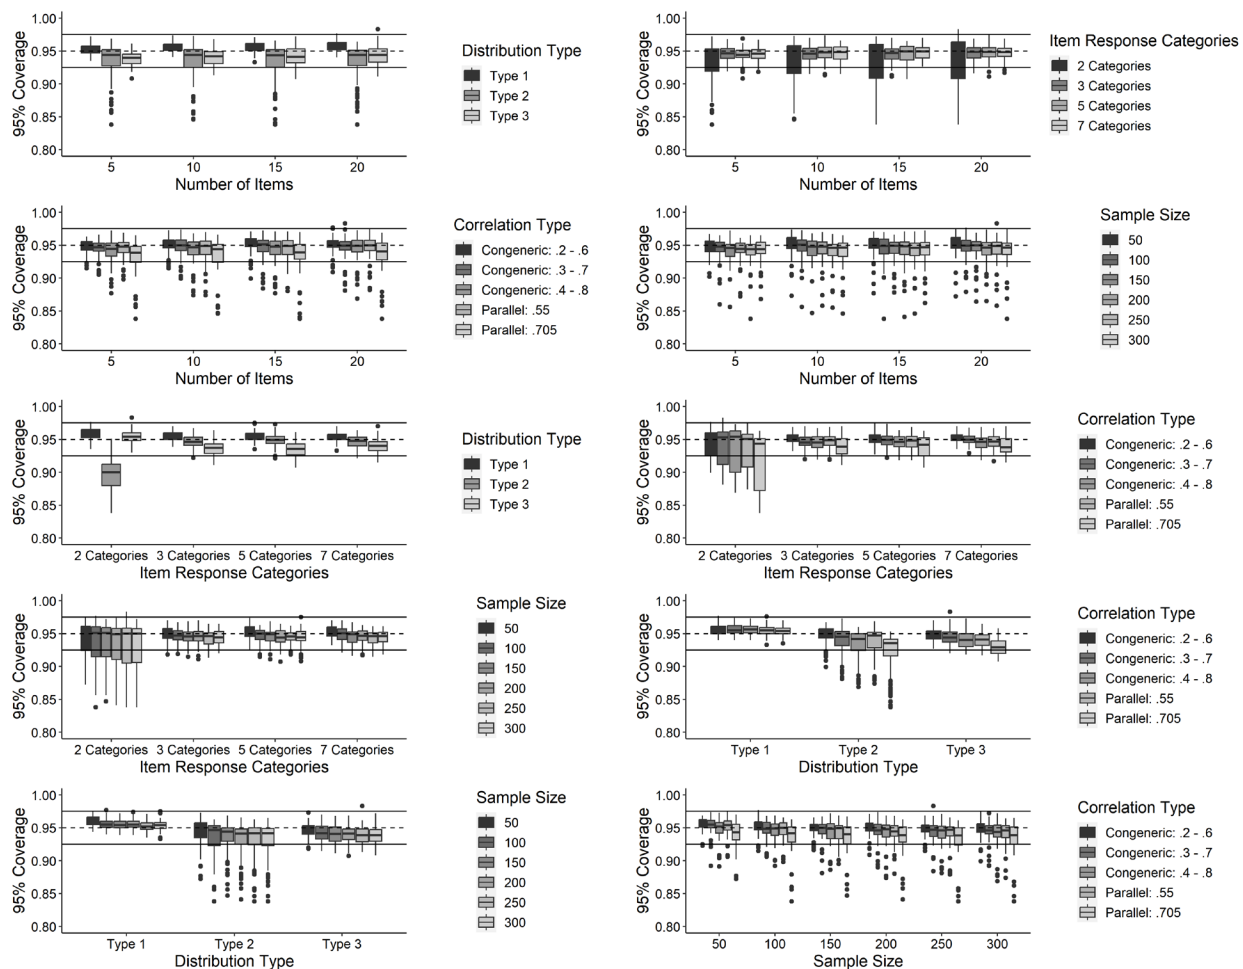 1.00
0.95
0.90
0.85
0.80
95% Coverage
5 10 15 20
Number of Items
Distribution Type
Type 1
Type 2
Type 3
1.00
0.95
0.90
0.85
0.80
95% Coverage
5 10 15 20
Number of Items
Item Response Categories
2 Categories
3 Categories
5 Categories
7 Categories
1.00
0.95
0.90
0.85
0.80
95% Coverage
5 10 15 20
Number of Items
Correlation Type
Congeneric: .2 - .6
Congeneric: .3 - .7
Congeneric: .4 - .8
Parallel: .55
Parallel: .705
1.00
0.95
0.90
0.85
0.80
95% Coverage
5 10 15 20
Number of Items
Sample Size
50
100
150
200
250
300
1.00
0.95
0.90
0.85
0.80
95% Coverage
2 Categories 3 Categories 5 Categories 7 Categories
Item Response Categories
Distribution Type
Type 1
Type 2
Type 3
1.00
0.95
0.90
0.85
0.80
95% Coverage
2 Categories 3 Categories 5 Categories 7 Categories
Item Response Categories
Correlation Type
Congeneric: .2 - .6
Congeneric: .3 - .7
Congeneric: .4 - .8
Parallel: .55
Parallel: .705
1.00
0.95
0.90
0.85
0.80
95% Coverage
2 Categories 3 Categories 5 Categories 7 Categories
Item Response Categories
Sample Size
50
100
150
200
250
300
1.00
0.95
0.90
0.85
0.80
95% Coverage
Type 1 Type 2 Type 3
Distribution Type
Correlation Type
Congeneric: .2 - .6
Congeneric: .3 - .7
Congeneric: .4 - .8
Parallel: .55
Parallel: .705
1.00
0.95
0.90
0.85
0.80
95% Coverage
Type 1 Type 2 Type 3
Distribution Type
Sample Size
50
100
150
200
250
300
1.00
0.95
0.90
0.85
0.80
95% Coverage
50 100 150 200 250 300
Sample Size
Correlation Type
Congeneric: .2 - .6
Congeneric: .3 - .7
Congeneric: .4 - .8
Parallel: .55
Parallel: .705